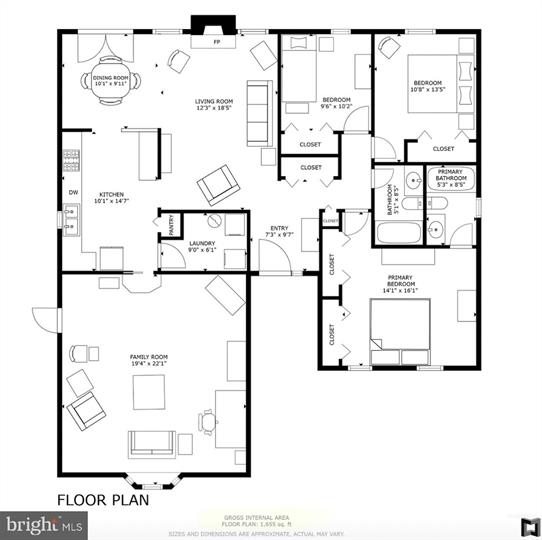 FP
DINING ROOM
10'1" x 9'11"
LIVING ROOM
12'3" x 18'5"
BEDROOM
9'6" x 10'2"
CLOSET
BEDROOM
10'8" x 13'5"
CLOSET
CLOSET
DW
KITCHEN
10'1" x 14'7"
PANTRY
LAUNDRY
9'0" x 6'1"
ENTRY
7'3" x 9'7"
CLOSET
BATHROOM
5'1" x 8'5"
PRIMARY
BATHROOM
5'3" x 8'5"
CLOSET
CLOSET
PRIMARY
BEDROOM
14'1" x 16'1"
FAMILY ROOM
19'4" x 22'1"
FLOOR PLAN
GROSS INTERNAL AREA
FLOOR PLAN: 1,655 sq. ft
SIZES AND DIMENSIONS ARE APPROXIMATE, ACTUAL MAY VARY.
bright MLS